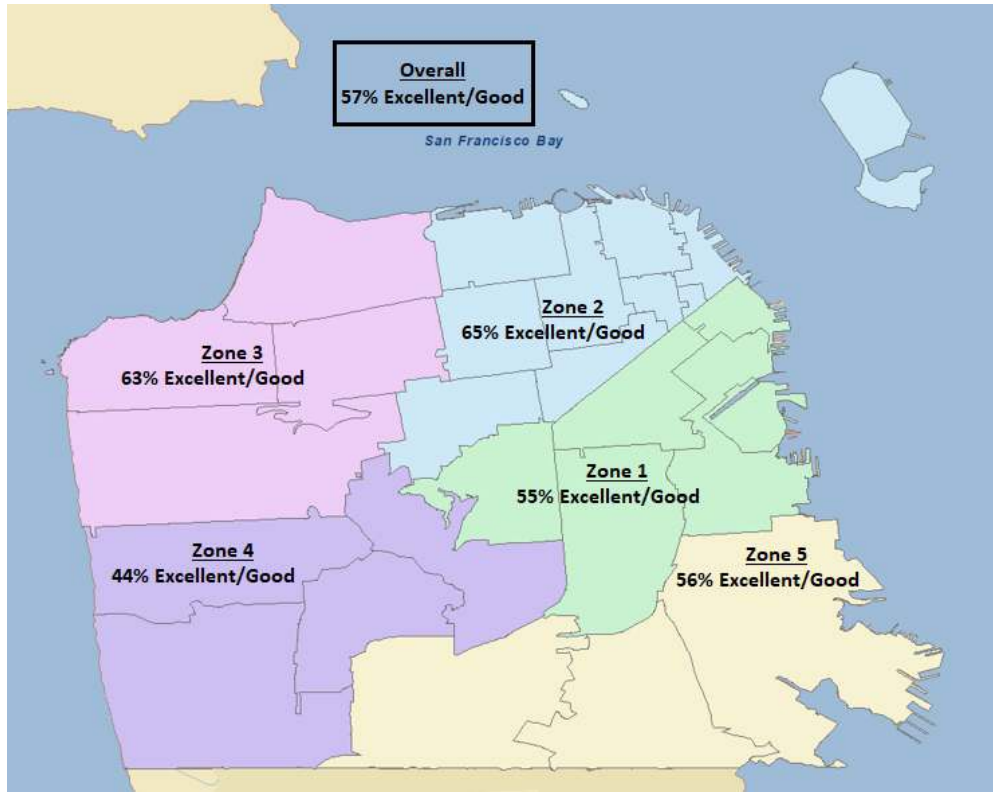 Overall
57% Excellent/Good
San Francisco Bay
Zone 2
65% Excellent/Good
Zone 3
63% Excellent/Good
Zone 1
55% Excellent/Good
Zone 4
44% Excellent/Good
Zone 5
56% Excellent/Good